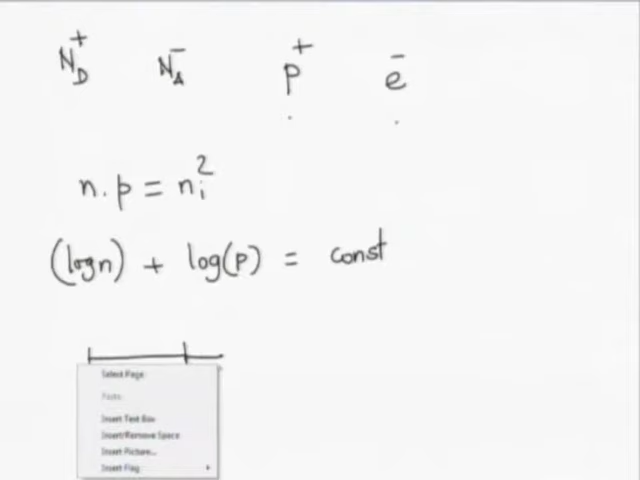 N_D^+ N_A^- p^+ e^-
n.p = n_i^2
(logn) + log(p) = const
Select Page
Paste
Insert Text Box
Insert/Remove Space
Insert Picture...
Insert Flag